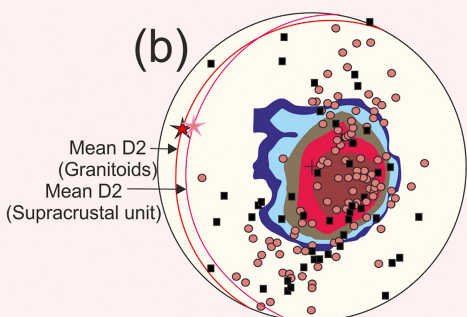 (b)
Mean D2
(Granitoids)
Mean D2
(Supracrustal unit)